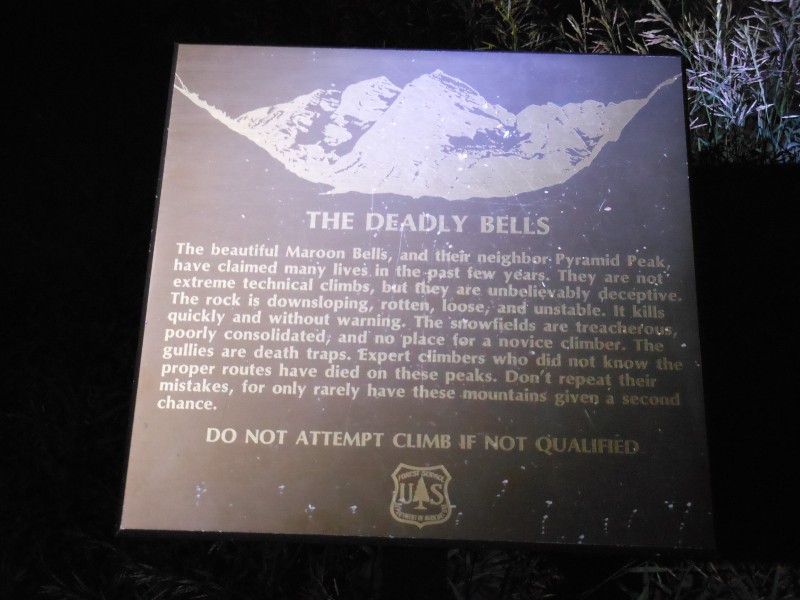 THE DEADLY BELLS
The beautiful Maroon Bells, and their neighbor Pyramid Peak,
have claimed many lives in the past few years. They are not
extreme technical climbs, but they are unbelievably deceptive.
The rock is downsloping, rotten, loose, and unstable. It kills
quickly and without warning. The snowfields are treacherous,
poorly consolidated, and no place for a novice climber. The
gullies are death traps. Expert climbers who did not know the
proper routes have died on these peaks. Don't repeat their
mistakes, for only rarely have these mountains given a second
chance.
DO NOT ATTEMPT CLIMB IF NOT QUALIFIED
FOREST SERVICE
U S
DEPARTMENT OF AGRICULTURE